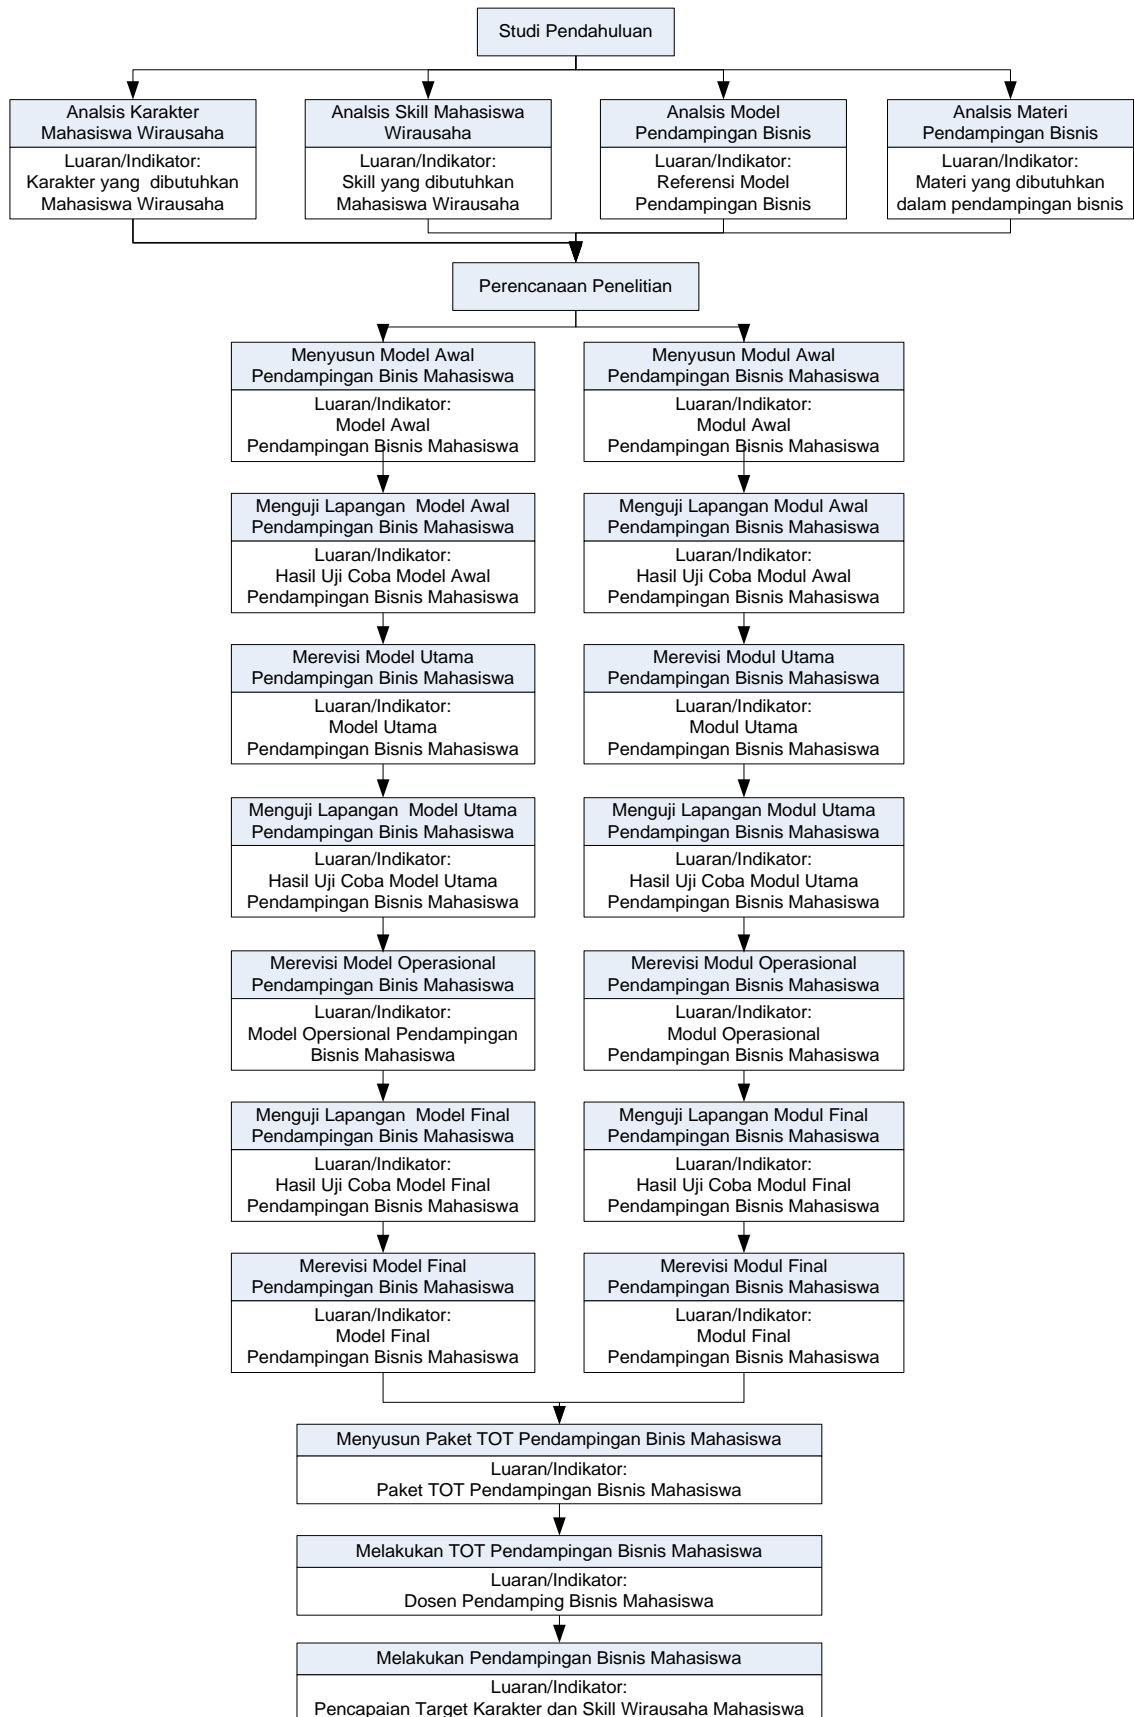 Studi Pendahuluan
Analsis Karakter
Mahasiswa Wirausaha
Luaran/Indikator:
Karakter yang dibutuhkan
Mahasiswa Wirausaha
Analsis Skill Mahasiswa
Wirausaha
Luaran/Indikator:
Skill yang dibutuhkan
Mahasiswa Wirausaha
Analsis Model
Pendampingan Bisnis
Luaran/Indikator:
Referensi Model
Pendampingan Bisnis
Analsis Materi
Pendampingan Bisnis
Luaran/Indikator:
Materi yang dibutuhkan
dalam pendampingan bisnis
Perencanaan Penelitian
Menyusun Model Awal
Pendampingan Binis Mahasiswa
Luaran/Indikator:
Model Awal
Pendampingan Bisnis Mahasiswa
Menyusun Modul Awal
Pendampingan Bisnis Mahasiswa
Luaran/Indikator:
Modul Awal
Pendampingan Bisnis Mahasiswa
Menguji Lapangan Model Awal
Pendampingan Binis Mahasiswa
Luaran/Indikator:
Hasil Uji Coba Model Awal
Pendampingan Bisnis Mahasiswa
Menguji Lapangan Modul Awal
Pendampingan Bisnis Mahasiswa
Luaran/Indikator:
Hasil Uji Coba Modul Awal
Pendampingan Bisnis Mahasiswa
Merevisi Model Utama
Pendampingan Binis Mahasiswa
Luaran/Indikator:
Model Utama
Pendampingan Bisnis Mahasiswa
Merevisi Modul Utama
Pendampingan Bisnis Mahasiswa
Luaran/Indikator:
Modul Utama
Pendampingan Bisnis Mahasiswa
Menguji Lapangan Model Utama
Pendampingan Binis Mahasiswa
Luaran/Indikator:
Hasil Uji Coba Model Utama
Pendampingan Bisnis Mahasiswa
Menguji Lapangan Modul Utama
Pendampingan Bisnis Mahasiswa
Luaran/Indikator:
Hasil Uji Coba Modul Utama
Pendampingan Bisnis Mahasiswa
Merevisi Model Operasional
Pendampingan Binis Mahasiswa
Luaran/Indikator:
Model Opersional Pendampingan
Bisnis Mahasiswa
Merevisi Modul Operasional
Pendampingan Bisnis Mahasiswa
Luaran/Indikator:
Modul Operasional
Pendampingan Bisnis Mahasiswa
Menguji Lapangan Model Final
Pendampingan Binis Mahasiswa
Luaran/Indikator:
Hasil Uji Coba Model Final
Pendampingan Bisnis Mahasiswa
Menguji Lapangan Modul Final
Pendampingan Bisnis Mahasiswa
Luaran/Indikator:
Hasil Uji Coba Modul Final
Pendampingan Bisnis Mahasiswa
Merevisi Model Final
Pendampingan Binis Mahasiswa
Luaran/Indikator:
Model Final
Pendampingan Bisnis Mahasiswa
Merevisi Modul Final
Pendampingan Bisnis Mahasiswa
Luaran/Indikator:
Modul Final
Pendampingan Bisnis Mahasiswa
Menyusun Paket TOT Pendampingan Binis Mahasiswa
Luaran/Indikator:
Paket TOT Pendampingan Bisnis Mahasiswa
Melakukan TOT Pendampingan Bisnis Mahasiswa
Luaran/Indikator:
Dosen Pendamping Bisnis Mahasiswa
Melakukan Pendampingan Bisnis Mahasiswa
Luaran/Indikator:
Pencapaian Target Karakter dan Skill Wirausaha Mahasiswa